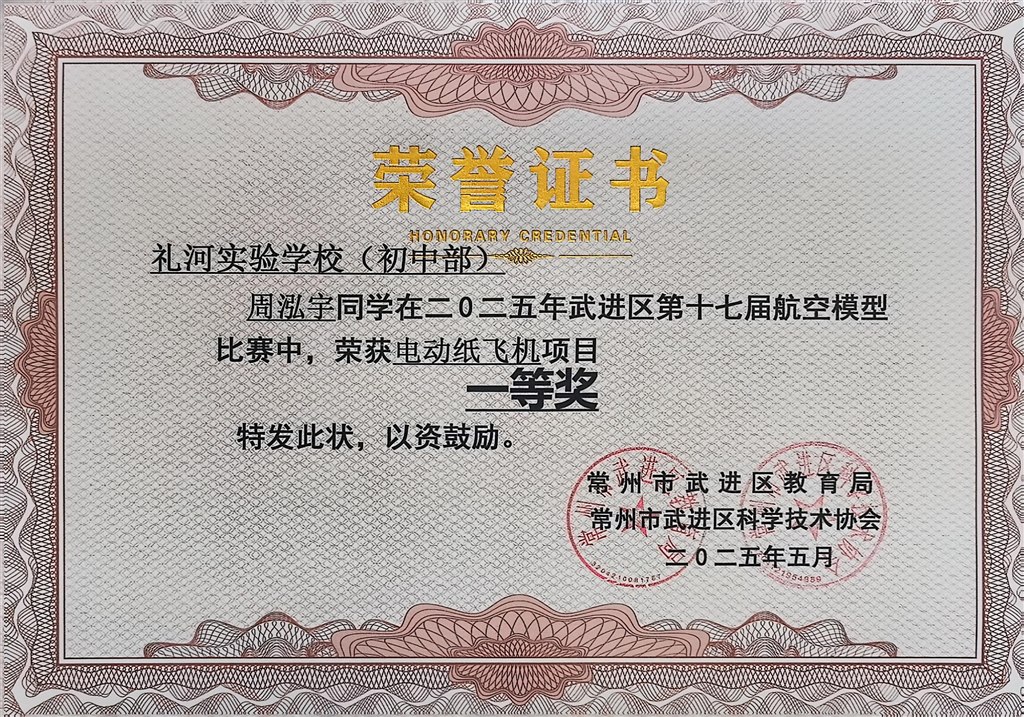 荣誉证书
HONORARY CREDENTIAL
礼河实验学校（初中部）
周泓宇同学在二0二五年武进区第十七届航空模型
比赛中，荣获电动纸飞机项目
一等奖
特发此状，以资鼓励。
常州市武进区教育局
常州市武进区科学技术协会
二0二五年五月